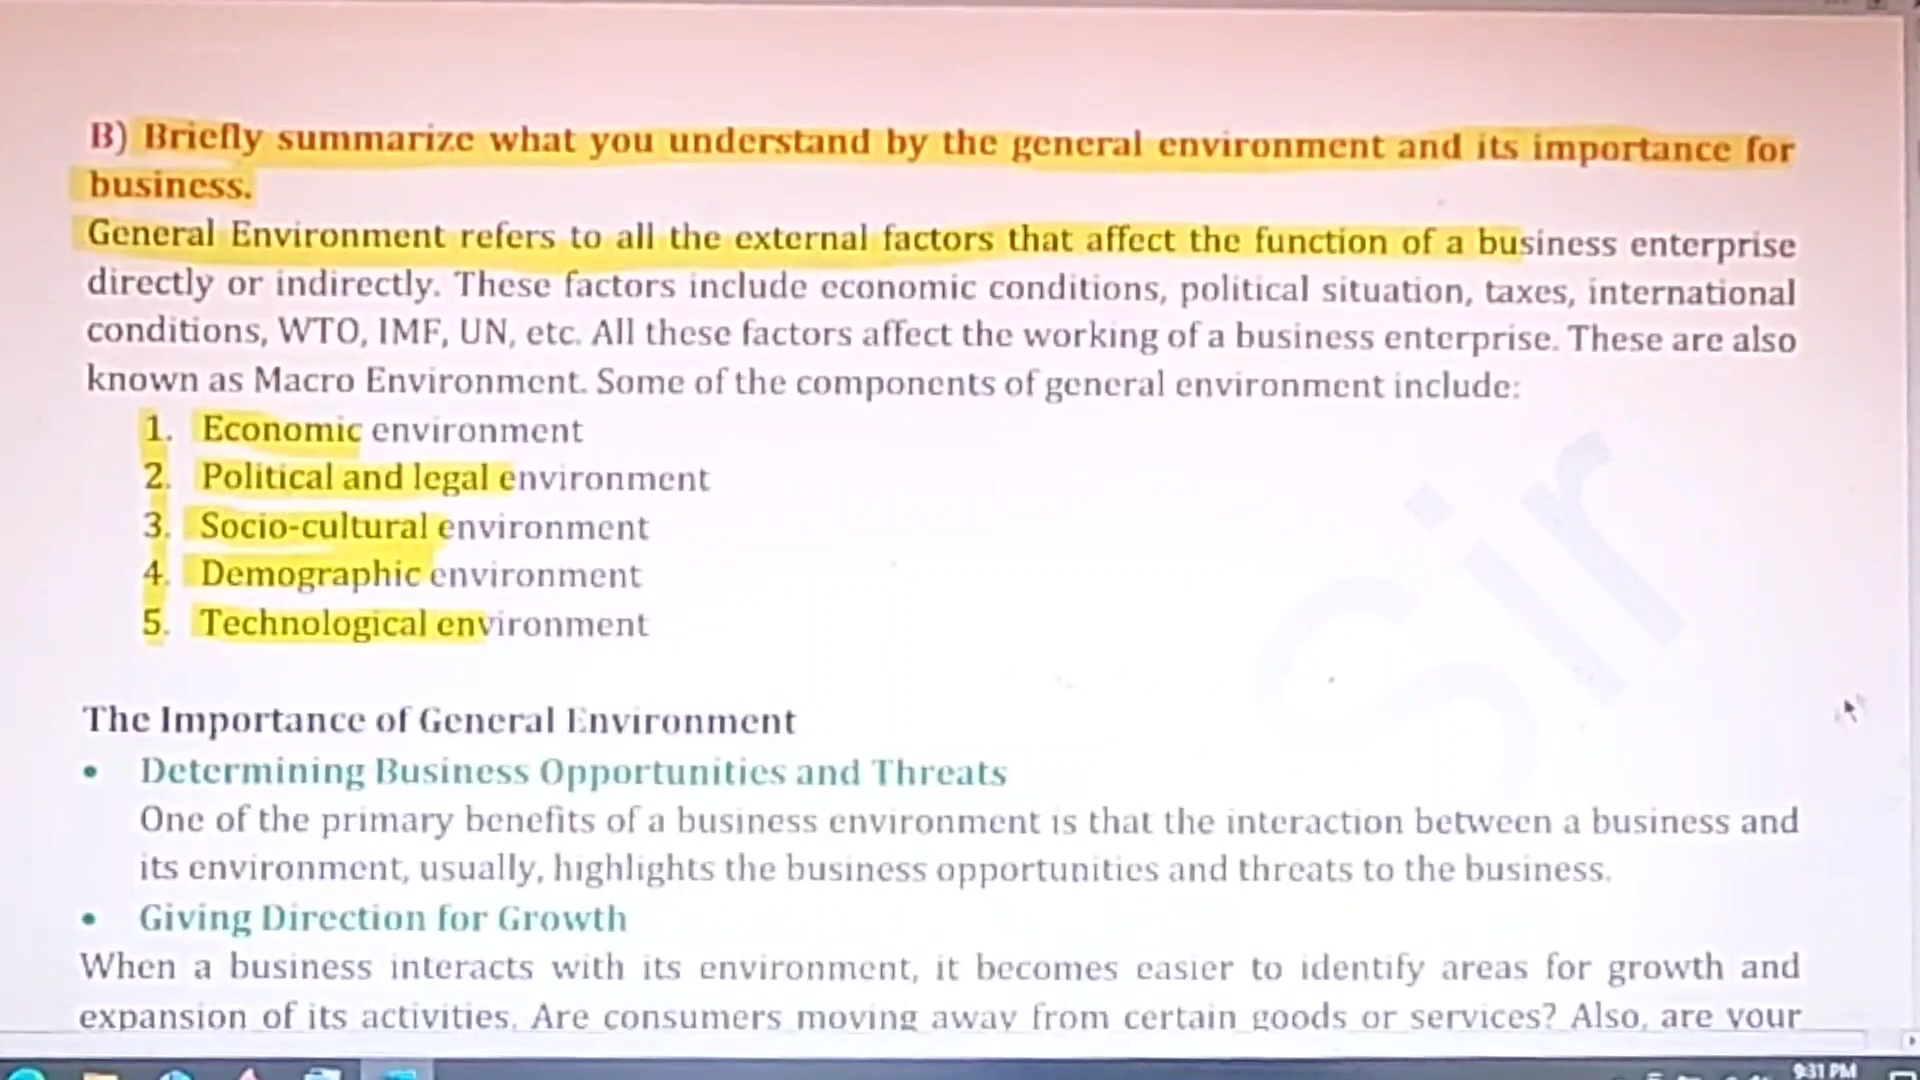 B) Briefly summarize what you understand by the general environment and its importance for
business.
General Environment refers to all the external factors that affect the function of a business enterprise
directly or indirectly. These factors include economic conditions, political situation, taxes, international
conditions, WTO, IMF, UN, etc. All these factors affect the working of a business enterprise. These are also
known as Macro Environment. Some of the components of general environment include:
1. Economic environment
2. Political and legal environment
3. Socio-cultural environment
4. Demographic environment
5. Technological environment
Sir
The Importance of General Environment
• Determining Business Opportunities and Threats
One of the primary benefits of a business environment is that the interaction between a business and
its environment, usually, highlights the business opportunities and threats to the business.
• Giving Direction for Growth
When a business interacts with its environment, it becomes easier to identify areas for growth and
expansion of its activities. Are consumers moving away from certain goods or services? Also, are your
9:31 PM